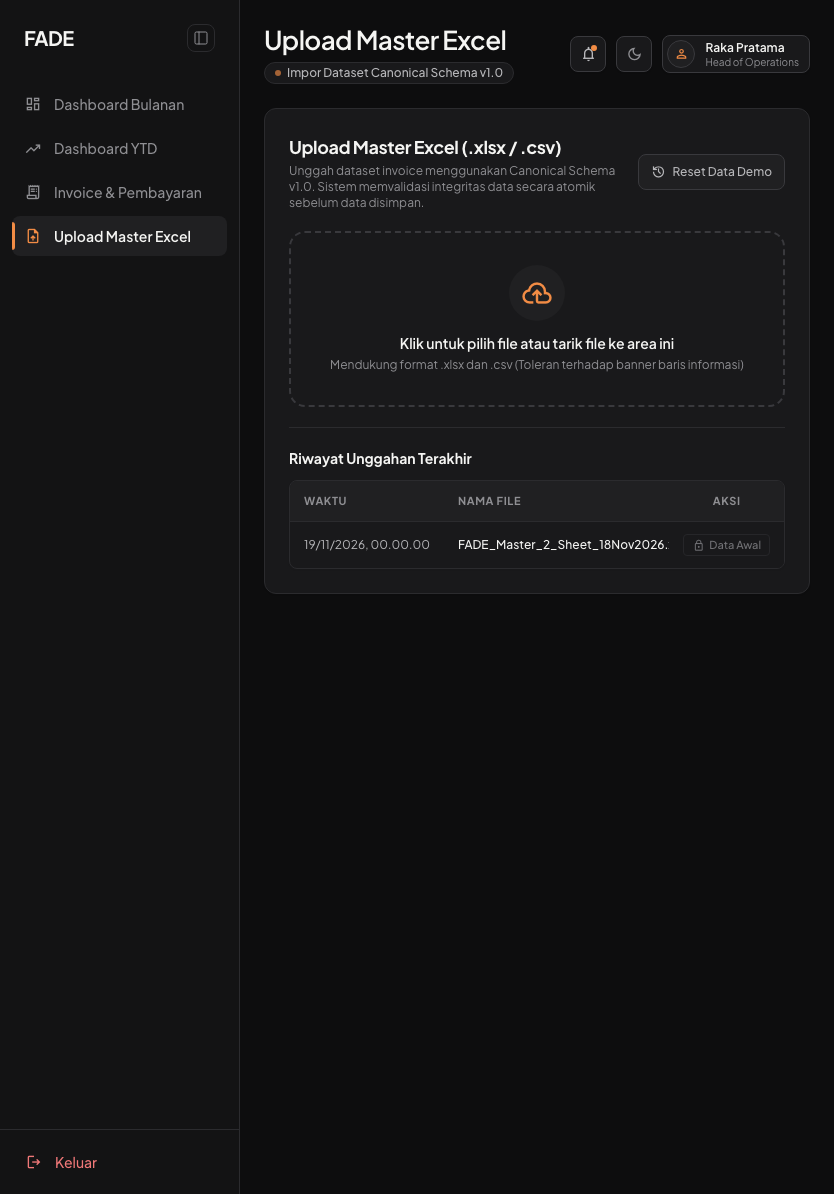 FADE
Dashboard Bulanan
Dashboard YTD
Invoice & Pembayaran
Upload Master Excel
Keluar
Upload Master Excel
Impor Dataset Canonical Schema v1.0
Raka Pratama
Head of Operations
Upload Master Excel (.xlsx / .csv)
Unggah dataset invoice menggunakan Canonical Schema
v1.0. Sistem memvalidasi integritas data secara atomik
sebelum data disimpan.
Reset Data Demo
Klik untuk pilih file atau tarik file ke area ini
Mendukung format .xlsx dan .csv (Toleran terhadap banner baris informasi)
Riwayat Unggahan Terakhir
WAKTU NAMA FILE AKSI
19/11/2026, 00.00.00 FADE_Master_2_Sheet_18Nov2026. Data Awal